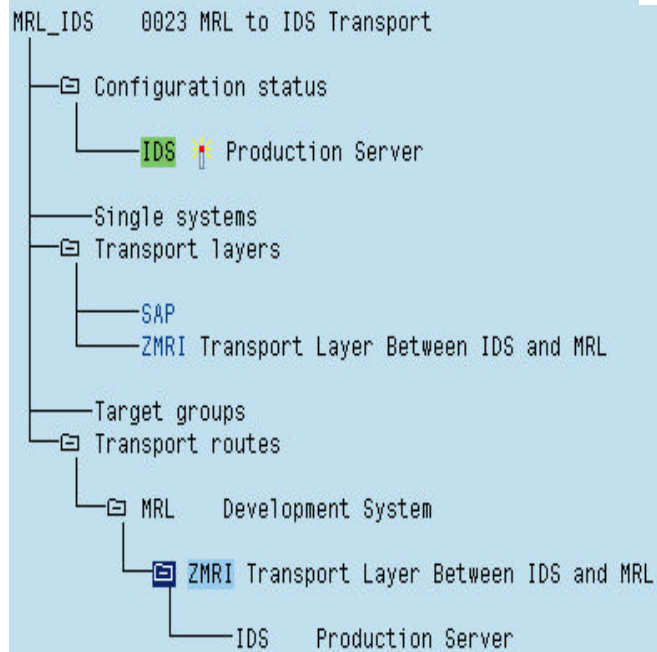 MRL_IDS 0023 MRL to IDS Transport
Configuration status
IDS Production Server
Single systems
Transport layers
SAP
ZMRI Transport Layer Between IDS and MRL
Target groups
Transport routes
MRL Development System
ZMRI Transport Layer Between IDS and MRL
IDS Production Server